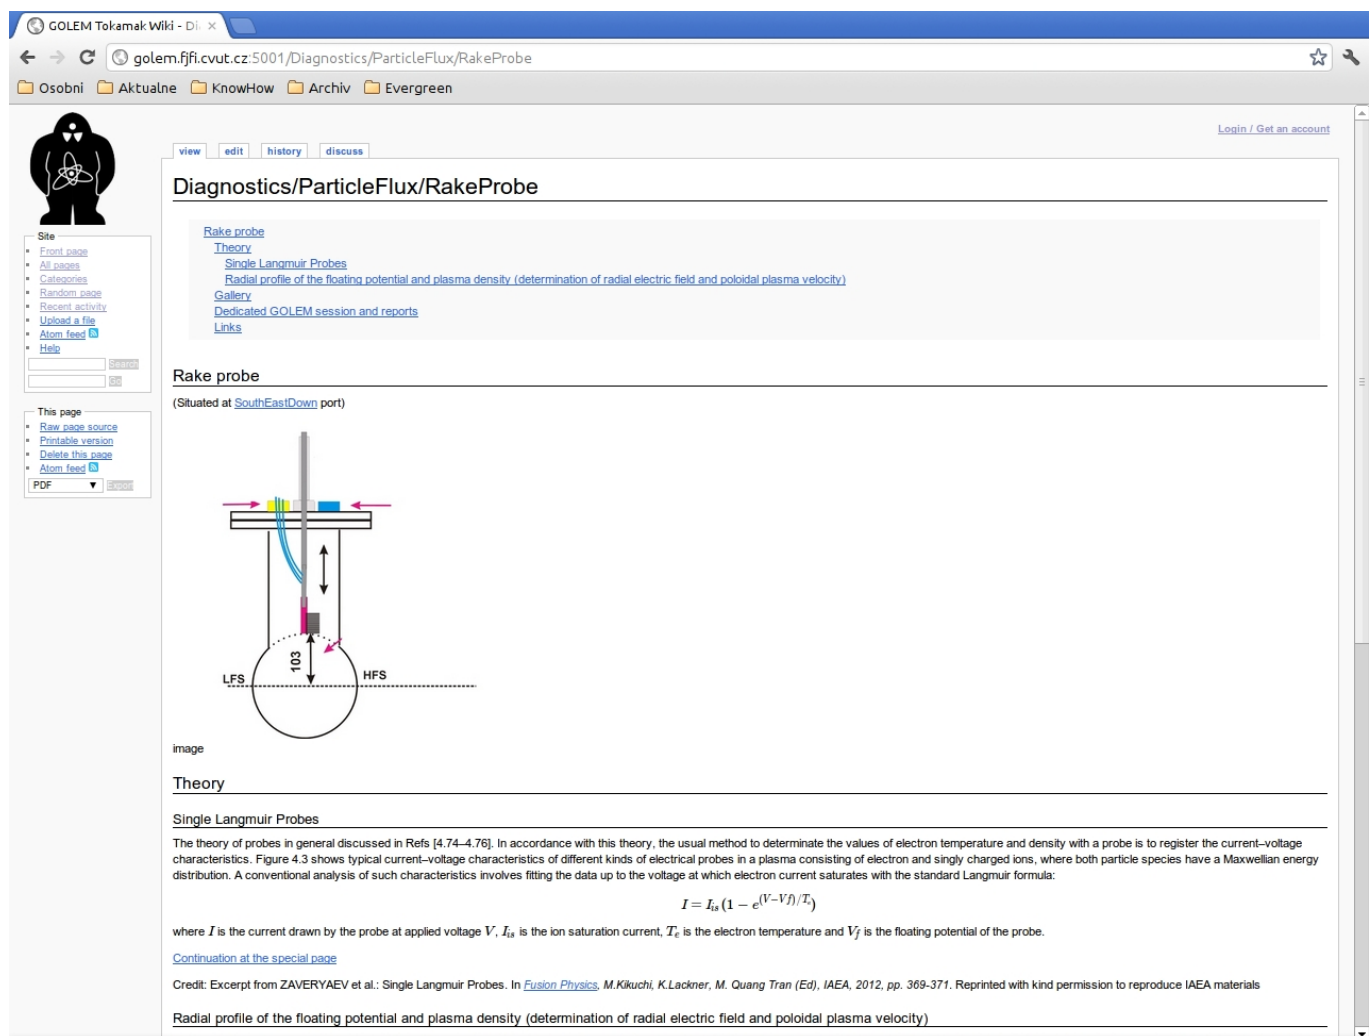 GOLEM Tokamak Wiki - Di
golem.fjfi.cvut.cz:5001/Diagnostics/ParticleFlux/RakeProbe
Osobni Aktualne KnowHow Archiv Evergreen
Login / Get an account
view edit history discuss
Diagnostics/ParticleFlux/RakeProbe
Rake probe
Theory
Single Langmuir Probes
Radial profile of the floating potential and plasma density (determination of radial electric field and poloidal plasma velocity)
Gallery
Dedicated GOLEM session and reports
Links
Site
Front page
All pages
Categories
Random page
Recent activity
Upload a file
Atom feed
Help
Search
Go
This page
Raw page source
Printable version
Delete this page
Atom feed
PDF Export
Rake probe
(Situated at SouthEastDown port)
103
LFS HFS
image
Theory
Single Langmuir Probes
The theory of probes in general discussed in Refs [4.74–4.76]. In accordance with this theory, the usual method to determinate the values of electron temperature and density with a probe is to register the current–voltage
characteristics. Figure 4.3 shows typical current–voltage characteristics of different kinds of electrical probes in a plasma consisting of electron and singly charged ions, where both particle species have a Maxwellian energy
distribution. A conventional analysis of such characteristics involves fitting the data up to the voltage at which electron current saturates with the standard Langmuir formula:
I = I_{is} (1 − e^{(V−Vf)/T_e})
where I is the current drawn by the probe at applied voltage V, I_{is} is the ion saturation current, T_e is the electron temperature and V_f is the floating potential of the probe.
Continuation at the special page
Credit: Excerpt from ZAVERYAEV et al.: Single Langmuir Probes. In Fusion Physics, M.Kikuchi, K.Lackner, M. Quang Tran (Ed), IAEA, 2012, pp. 369-371. Reprinted with kind permission to reproduce IAEA materials
Radial profile of the floating potential and plasma density (determination of radial electric field and poloidal plasma velocity)